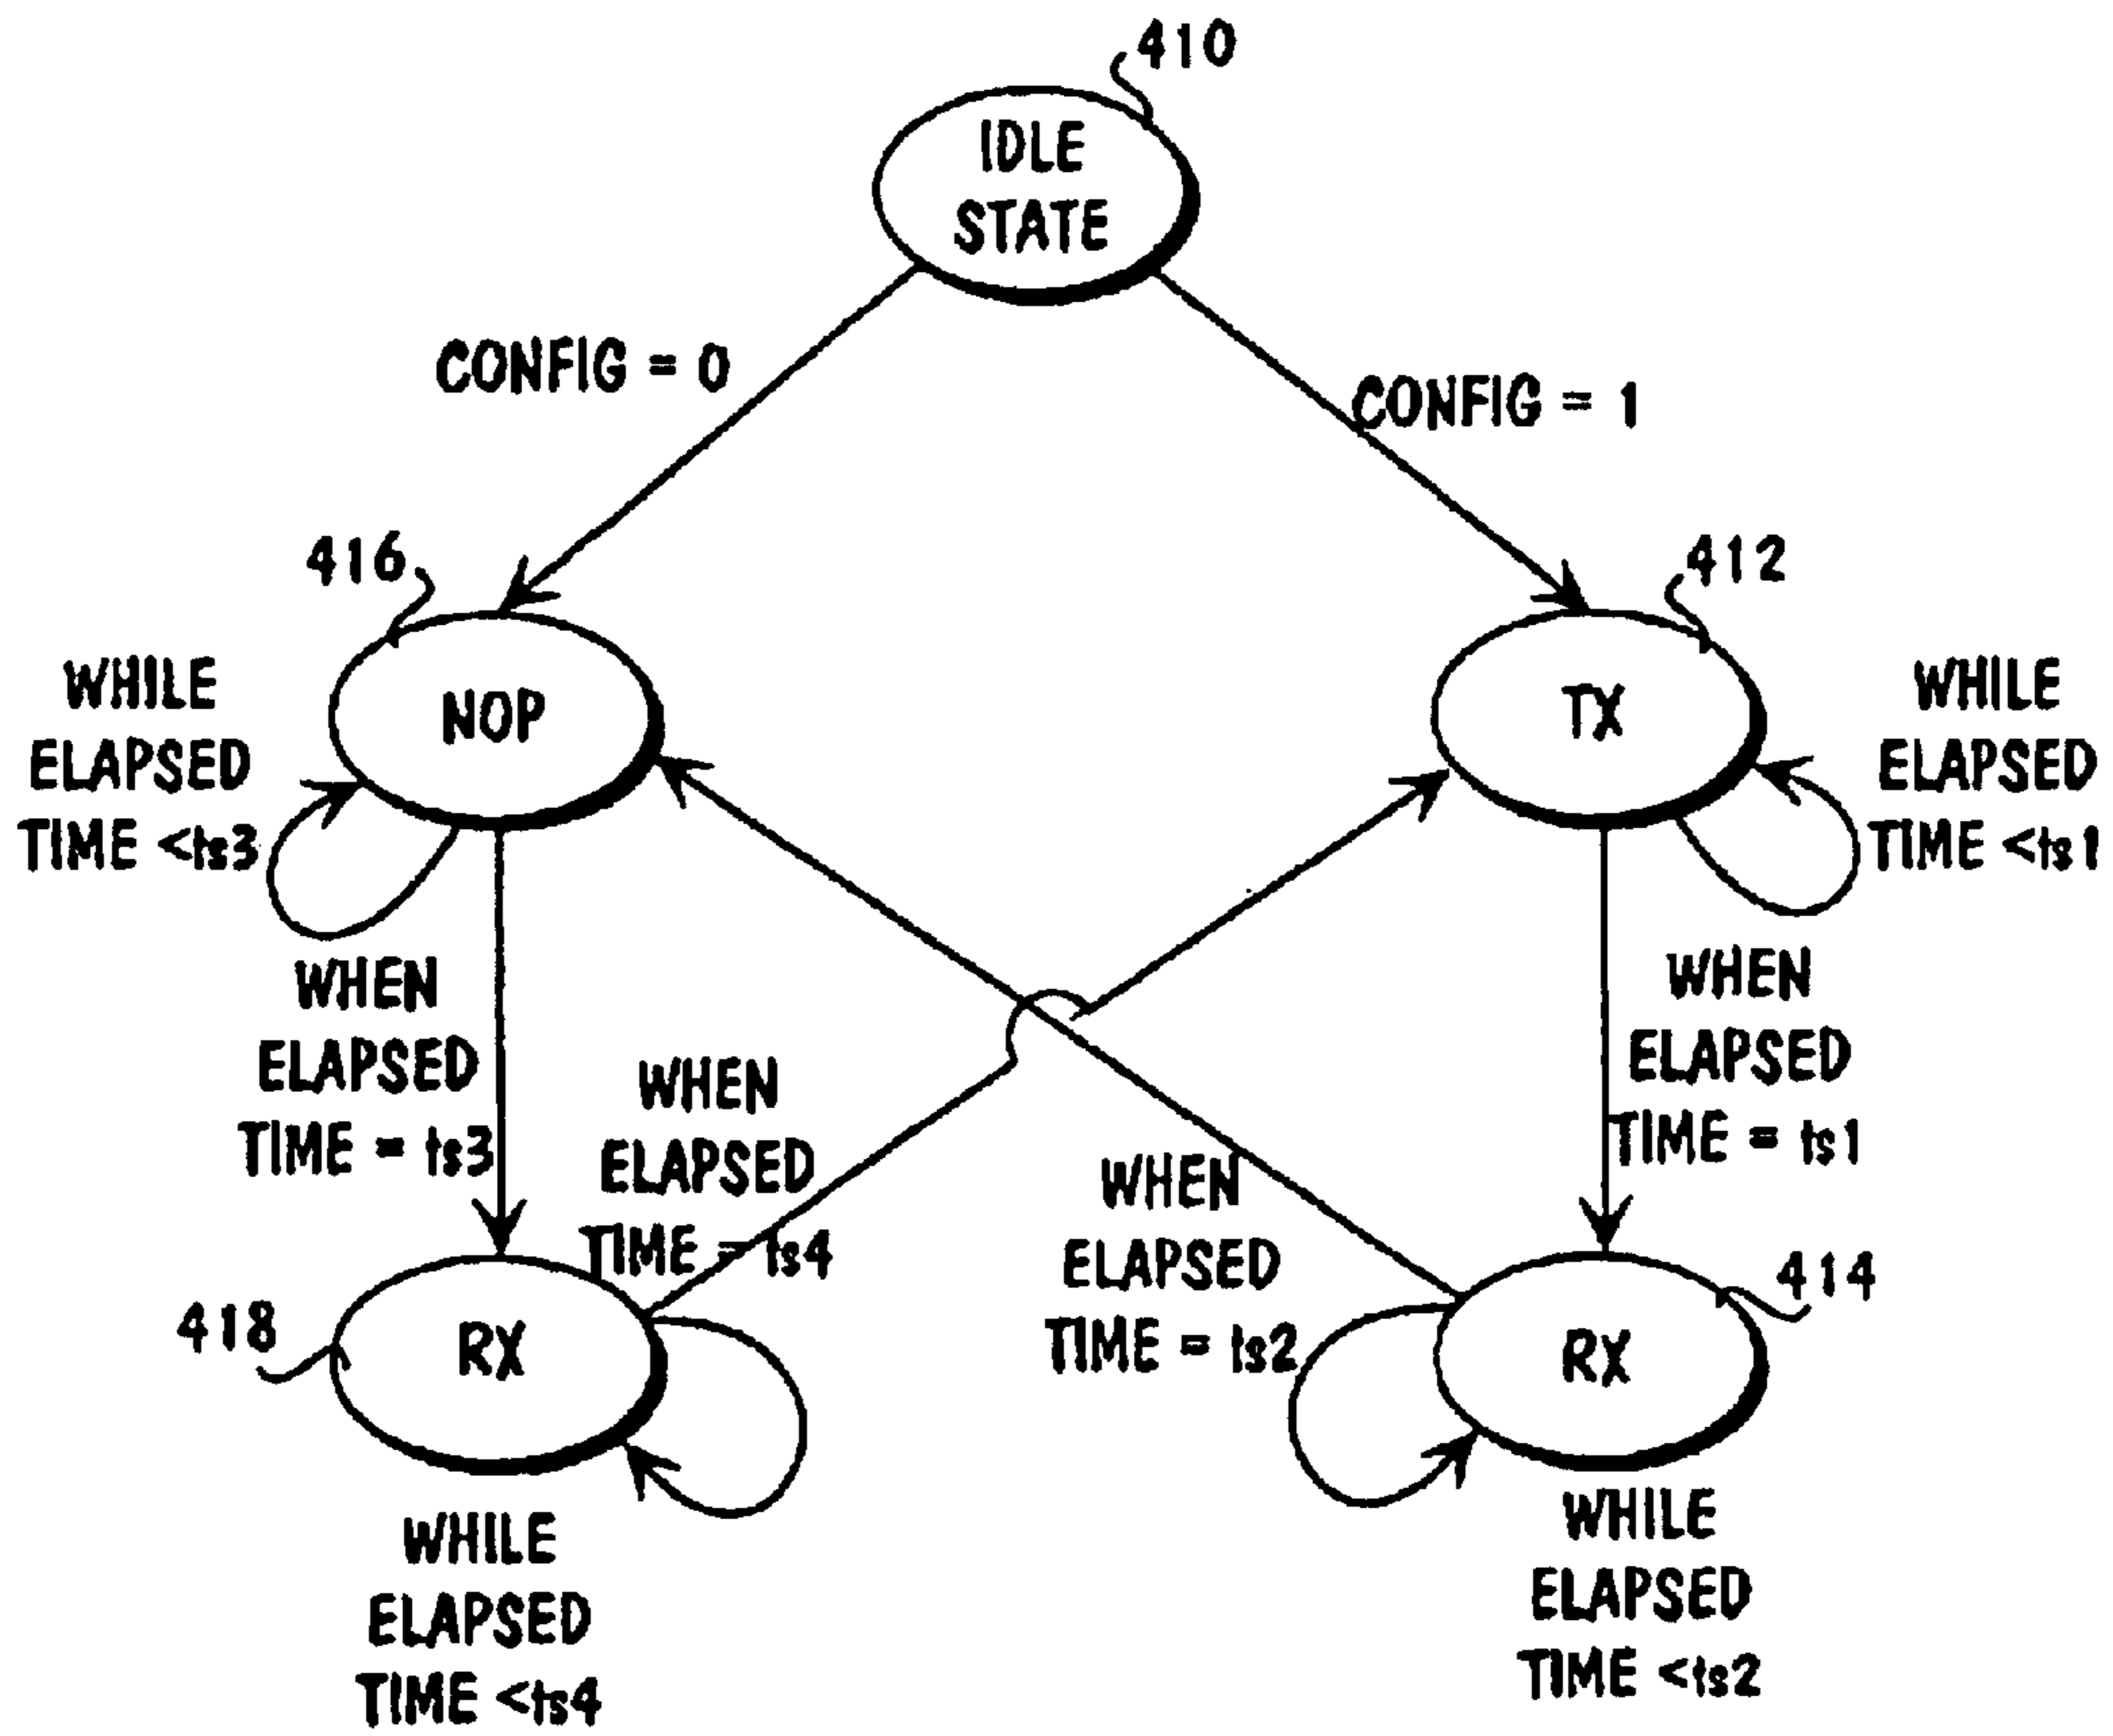 410
IDLE
STATE
CONFIG = 0
CONFIG = 1
416
412
NOP
TX
WHILE
ELAPSED
TIME <ts3
WHILE
ELAPSED
TIME <ts1
WHEN
ELAPSED
TIME = ts3
WHEN
ELAPSED
TIME = ts4
WHEN
ELAPSED
TIME = ts2
WHEN
ELAPSED
TIME = ts1
418
RX
RX
414
WHILE
ELAPSED
TIME <ts4
WHILE
ELAPSED
TIME <ts2